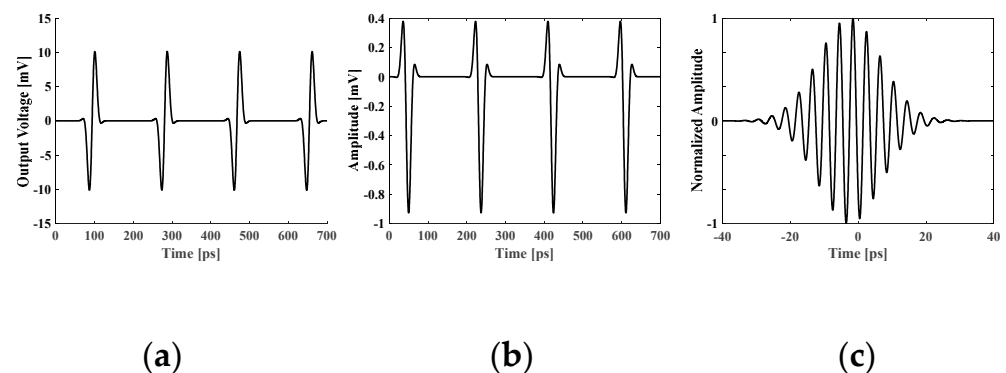 Output Voltage [mV]
15
10
5
0
-5
-10
-15
0 100 200 300 400 500 600 700
Time [ps]
(a)
Amplitude [mV]
0.4
0.2
0
-0.2
-0.4
-0.6
-0.8
-1
0 100 200 300 400 500 600 700
Time [ps]
(b)
Normalized Amplitude
1
0
-1
-40 -20 0 20 40
Time [ps]
(c)